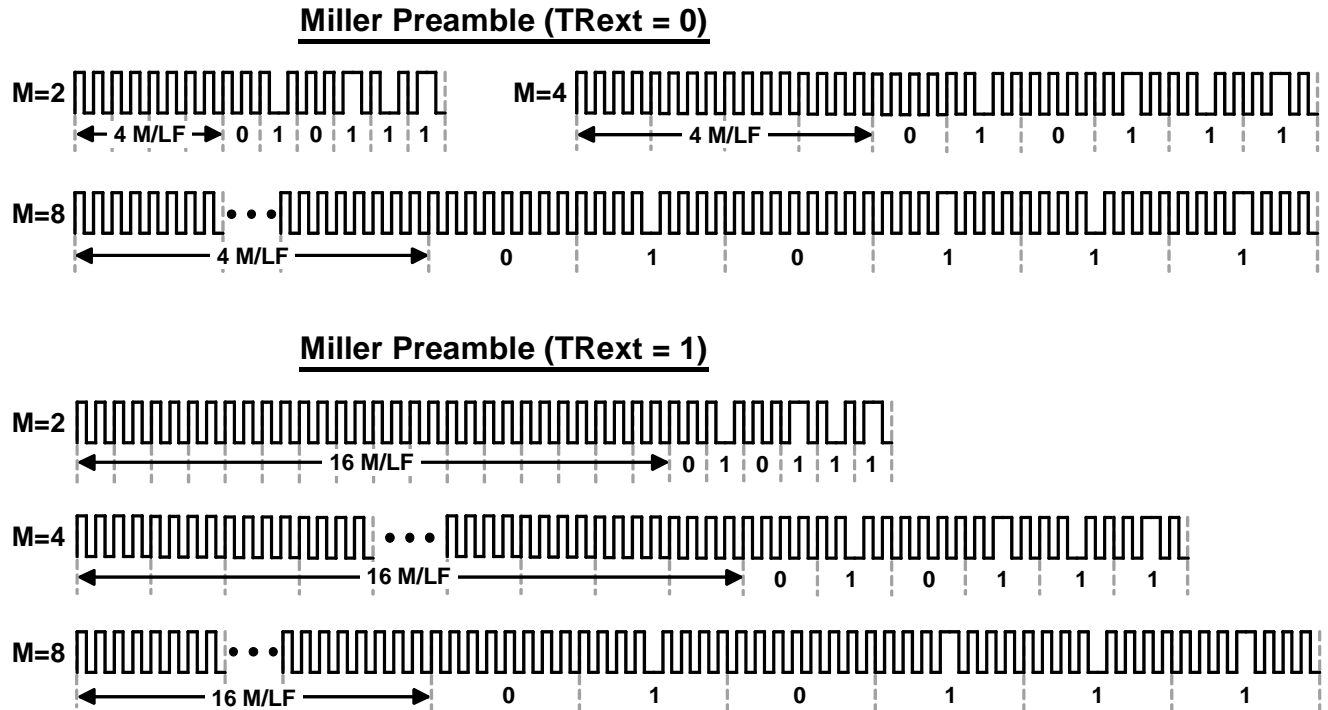 Miller Preamble (TRext = 0)
M=2
4 M/LF 0 1 0 1 1 1
M=4
4 M/LF 0 1 0 1 1 1
M=8
4 M/LF 0 1 0 1 1 1
Miller Preamble (TRext = 1)
M=2
16 M/LF 0 1 0 1 1 1
M=4
16 M/LF 0 1 0 1 1 1
M=8
16 M/LF 0 1 0 1 1 1